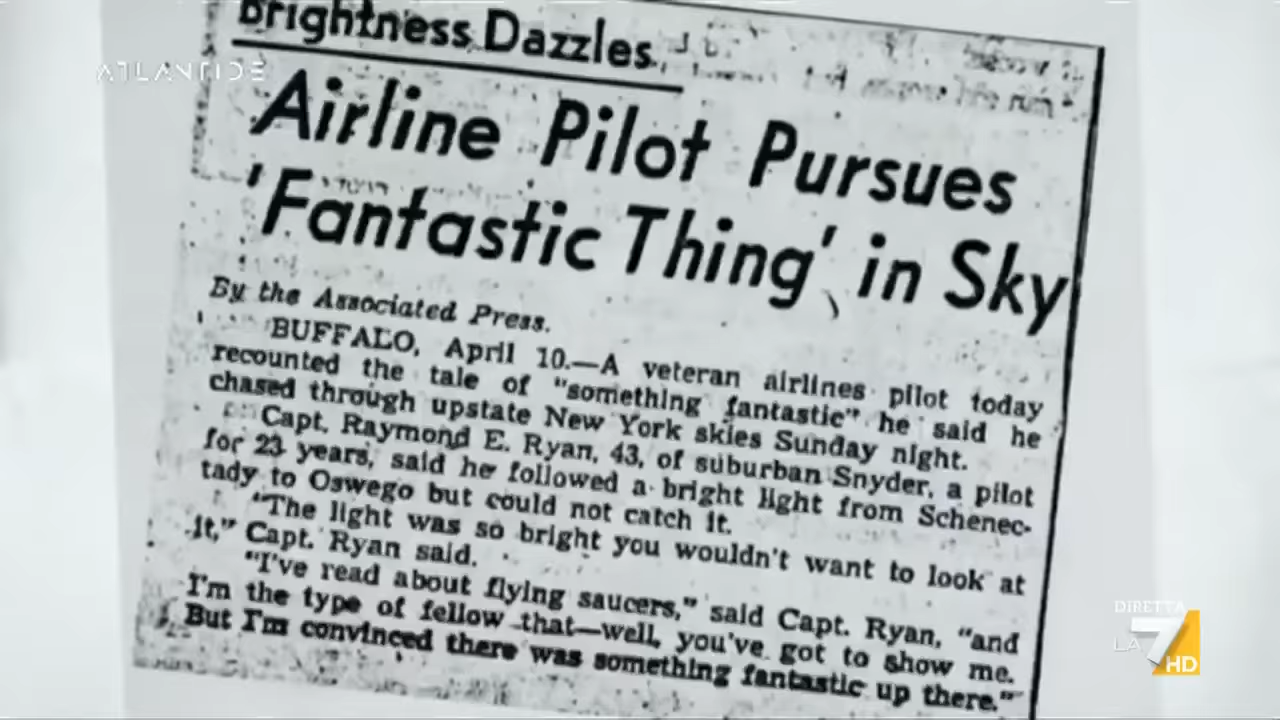 Brightness Dazzles
ATLANTIDE
Airline Pilot Pursues
'Fantastic Thing' in Sky
By the Associated Press.
BUFFALO, April 10.—A veteran airlines pilot today
recounted the tale of "something fantastic" he said he
chased through upstate New York skies Sunday night.
Capt. Raymond E. Ryan, 43, of suburban Snyder, a pilot
for 23 years, said he followed a bright light from Schenec-
tady to Oswego but could not catch it.
"The light was so bright you wouldn't want to look at
it," Capt. Ryan said.
"I've read about flying saucers," said Capt. Ryan, "and
I'm the type of fellow that—well, you've got to show me.
But I'm convinced there was something fantastic up there."
DIRETTA
LA 7 HD